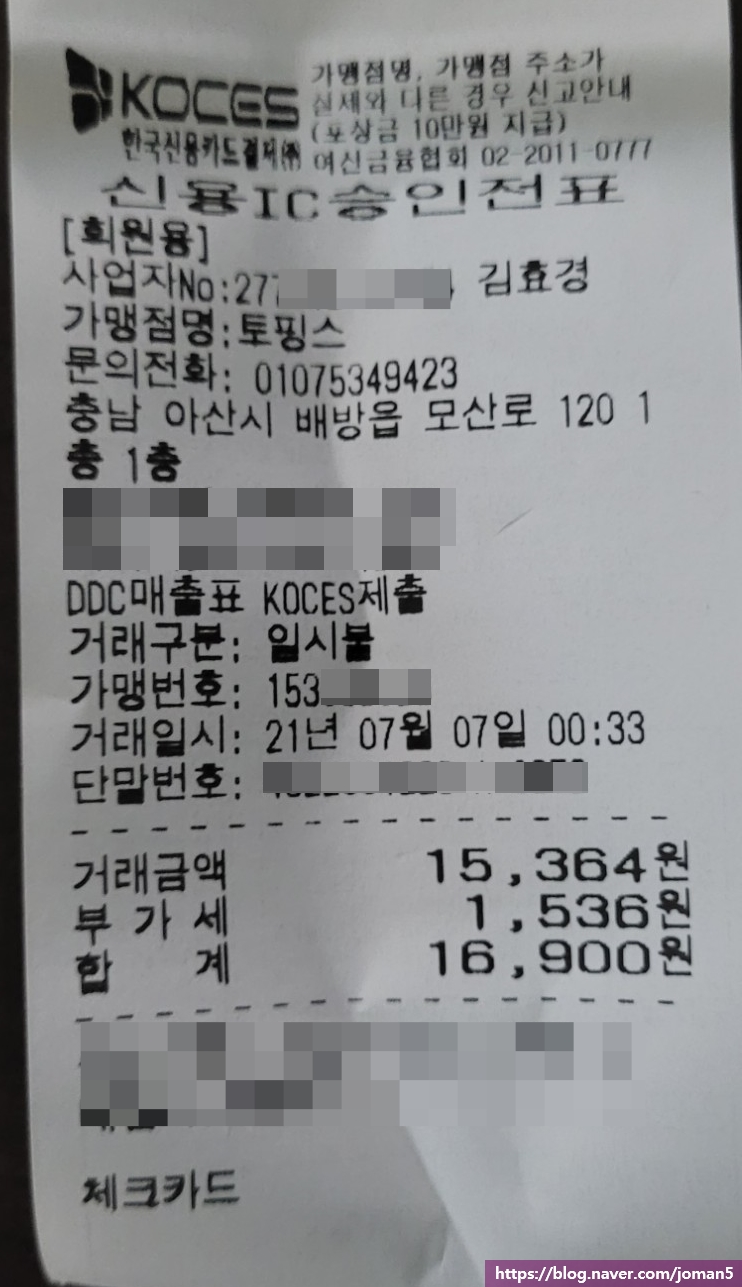 KOCES
한국신용카드결제(주)
가맹점명, 가맹점 주소가
실제와 다른 경우 신고안내
(포상금 10만원 지급)
여신금융협회 02-2011-0777
신용IC승인전표
[회원용]
사업자No:277 김효경
가맹점명:토핑스
문의전화: 01075349423
충남 아산시 배방읍 모산로 120 1
층 1층
DDC매출표 KOCES제출
거래구분: 일시불
가맹번호: 153
거래일시: 21년 07월 07일 00:33
단말번호:
거래금액 15,364원
부가세 1,536원
합계 16,900원
체크카드
https://blog.naver.com/joman5